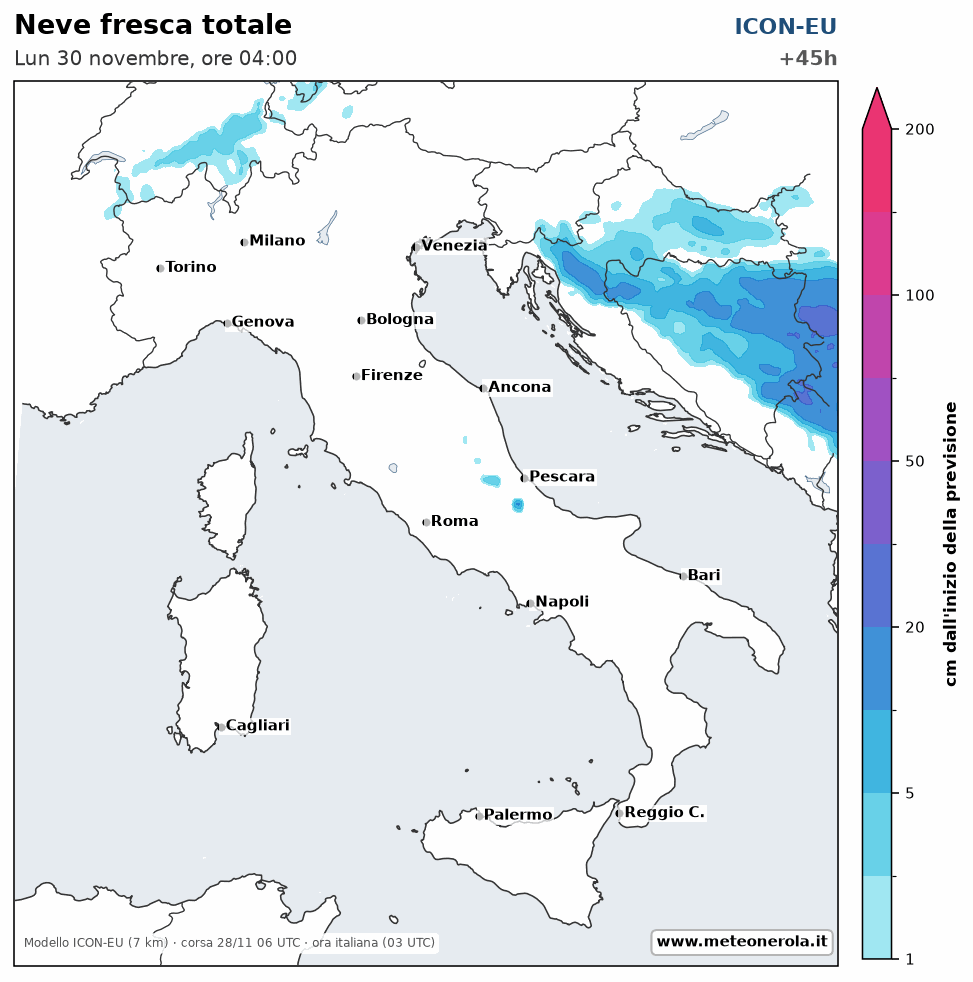 Neve fresca totale
ICON-EU
Lun 30 novembre, ore 04:00
+45h
Milano
Venezia
Torino
Genova
Bologna
Firenze
Ancona
Pescara
Roma
Bari
Napoli
Cagliari
Palermo
Reggio C.
Modello ICON-EU (7 km) · corsa 28/11 06 UTC · ora italiana (03 UTC)
www.meteonerola.it
200
100
50
20
5
1
cm dall'inizio della previsione